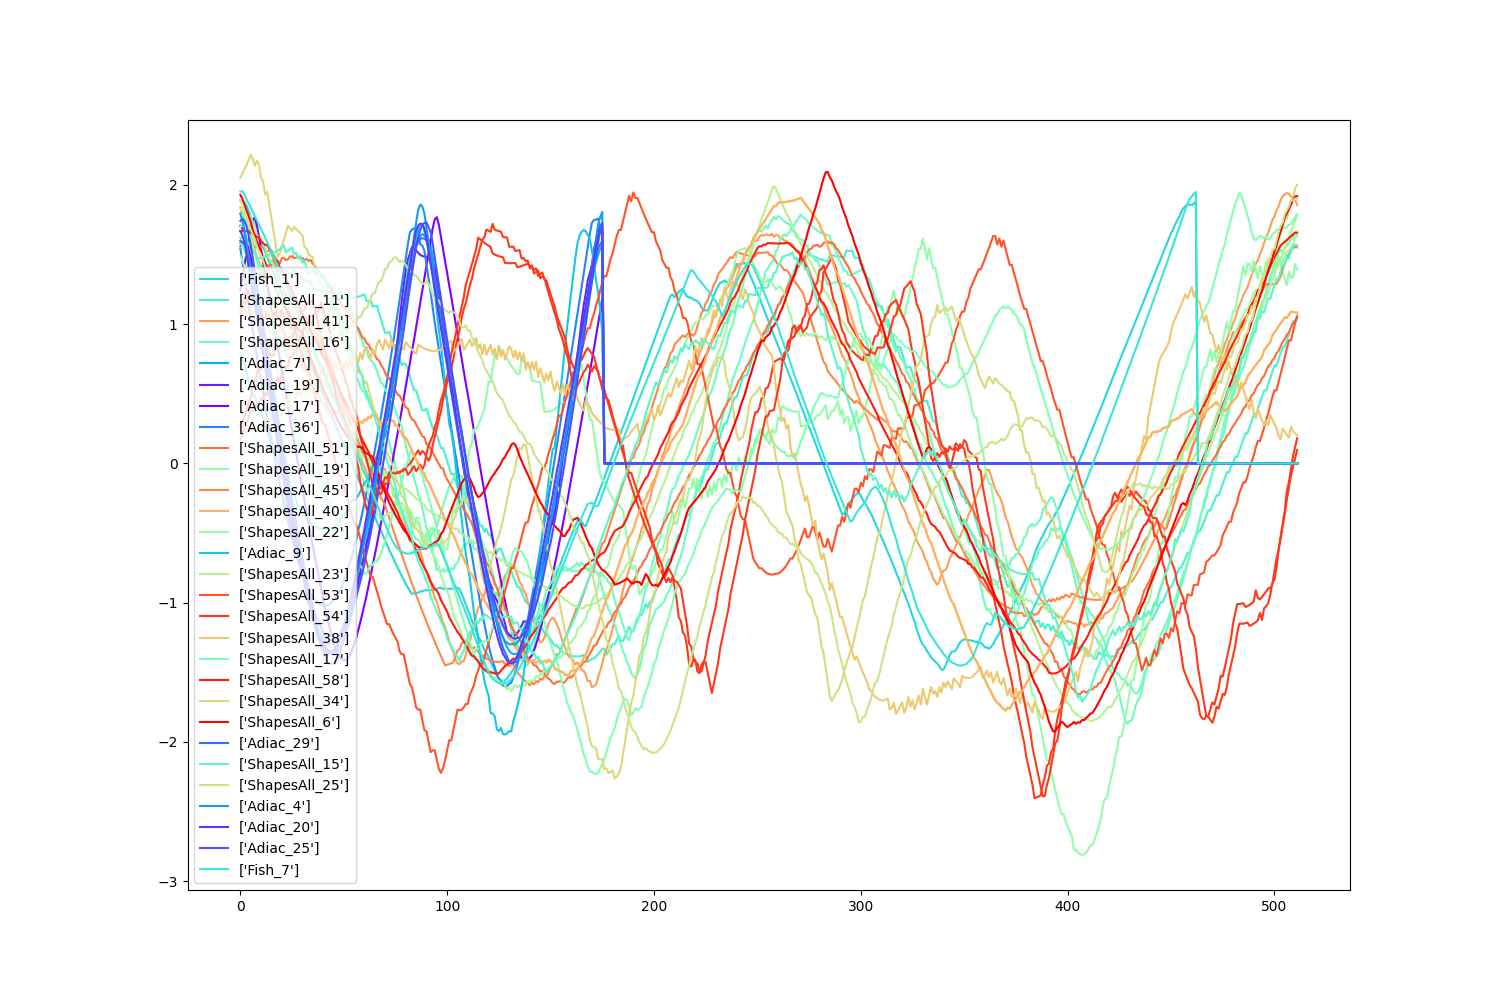 2
1
0
−1
−2
−3
['Fish_1']
['ShapesAll_11']
['ShapesAll_41']
['ShapesAll_16']
['Adiac_7']
['Adiac_19']
['Adiac_17']
['Adiac_36']
['ShapesAll_51']
['ShapesAll_19']
['ShapesAll_45']
['ShapesAll_40']
['ShapesAll_22']
['Adiac_9']
['ShapesAll_23']
['ShapesAll_53']
['ShapesAll_54']
['ShapesAll_38']
['ShapesAll_17']
['ShapesAll_58']
['ShapesAll_34']
['ShapesAll_6']
['Adiac_29']
['ShapesAll_15']
['ShapesAll_25']
['Adiac_4']
['Adiac_20']
['Adiac_25']
['Fish_7']
0 100 200 300 400 500